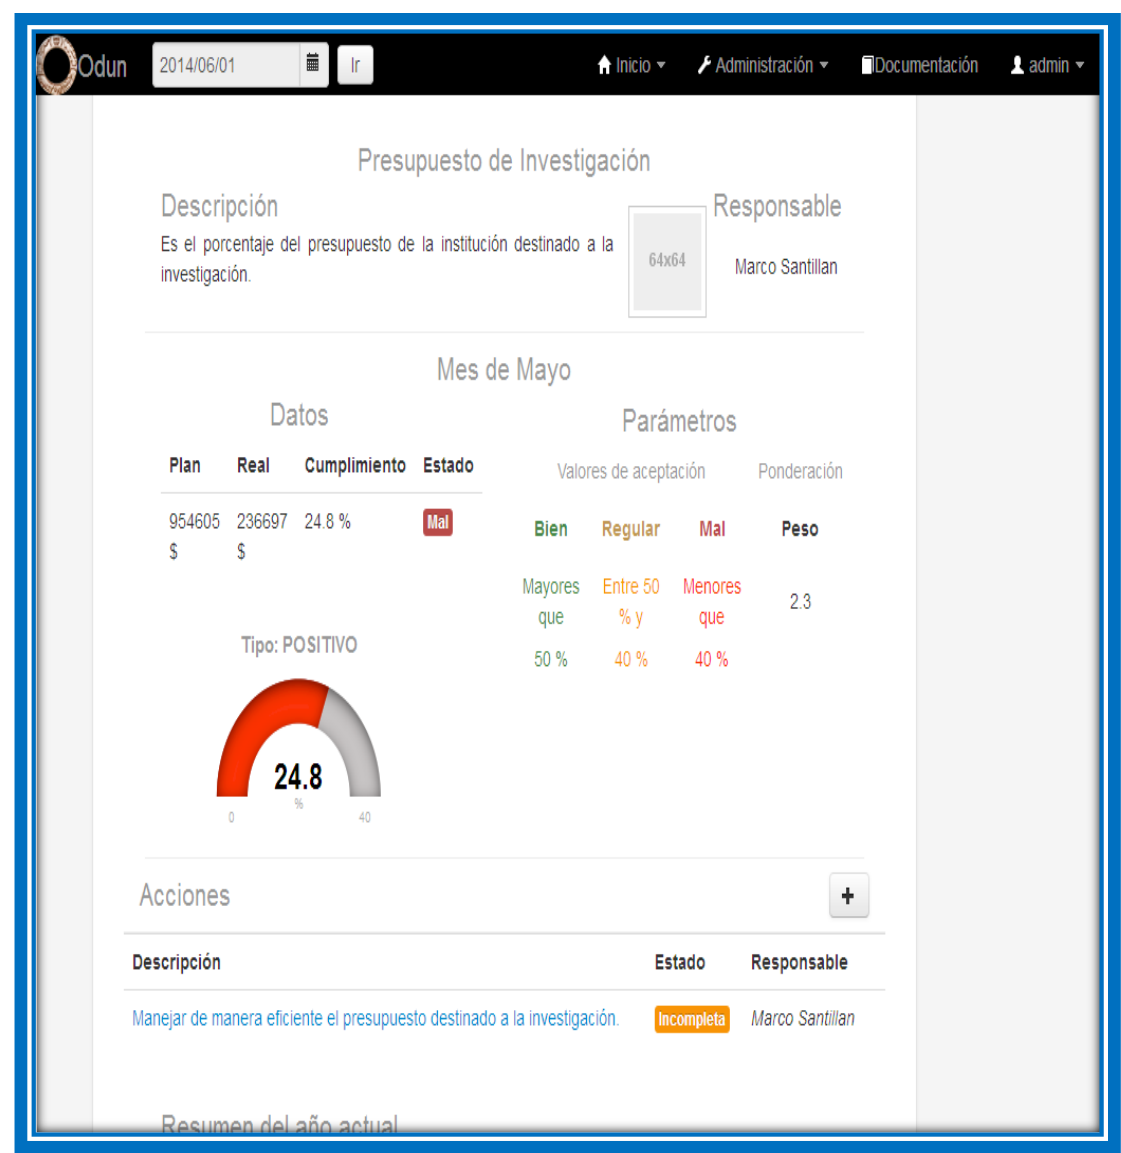 Odun 2014/06/01 Ir Inicio Administración Documentación admin
Presupuesto de Investigación
Descripción
Es el porcentaje del presupuesto de la institución destinado a la
investigación.
64x64
Responsable
Marco Santillan
Mes de Mayo
Datos
Plan Real Cumplimiento Estado
954605 236697 24.8 % Mal
$ $
Tipo: POSITIVO
24.8
%
0 40
Parámetros
Valores de aceptación Ponderación
Bien Regular Mal Peso
Mayores Entre 50 Menores
que % y que 2.3
50 % 40 % 40 %
Acciones +
Descripción Estado Responsable
Manejar de manera eficiente el presupuesto destinado a la investigación. Incompleta Marco Santillan
Resumen del año actual